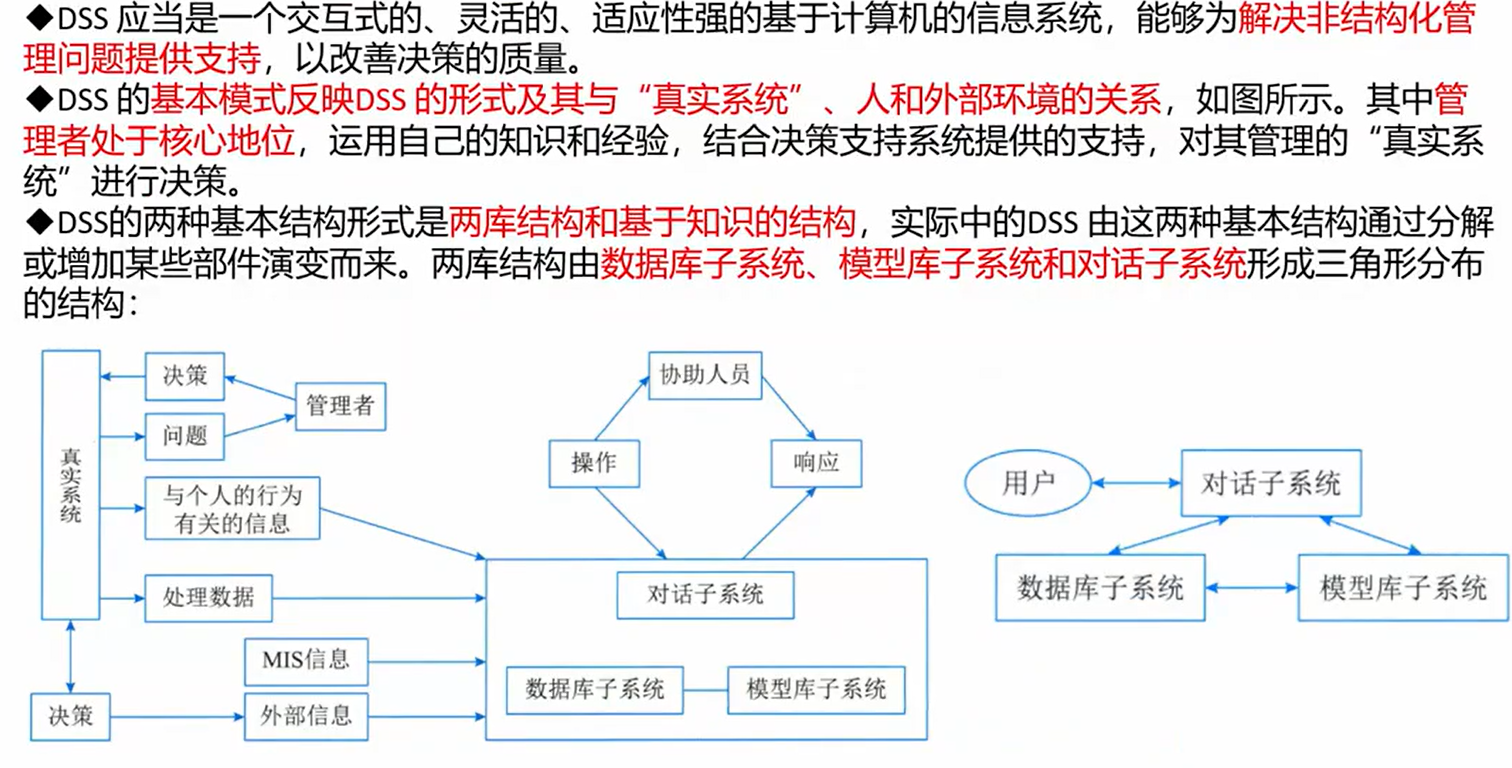 ◆DSS 应当是一个交互式的、灵活的、适应性强的基于计算机的信息系统，能够为解决非结构化管
理问题提供支持，以改善决策的质量。
◆DSS 的基本模式反映DSS 的形式及其与“真实系统”、人和外部环境的关系，如图所示。其中管
理者处于核心地位，运用自己的知识和经验，结合决策支持系统提供的支持，对其管理的“真实系
统”进行决策。
◆DSS的两种基本结构形式是两库结构和基于知识的结构，实际中的DSS 由这两种基本结构通过分解
或增加某些部件演变而来。两库结构由数据库子系统、模型库子系统和对话子系统形成三角形分布
的结构：
真实系统
决策
管理者
问题
与个人的行为
有关的信息
处理数据
MIS信息
决策
外部信息
协助人员
操作
响应
对话子系统
数据库子系统
模型库子系统
用户
对话子系统
数据库子系统
模型库子系统